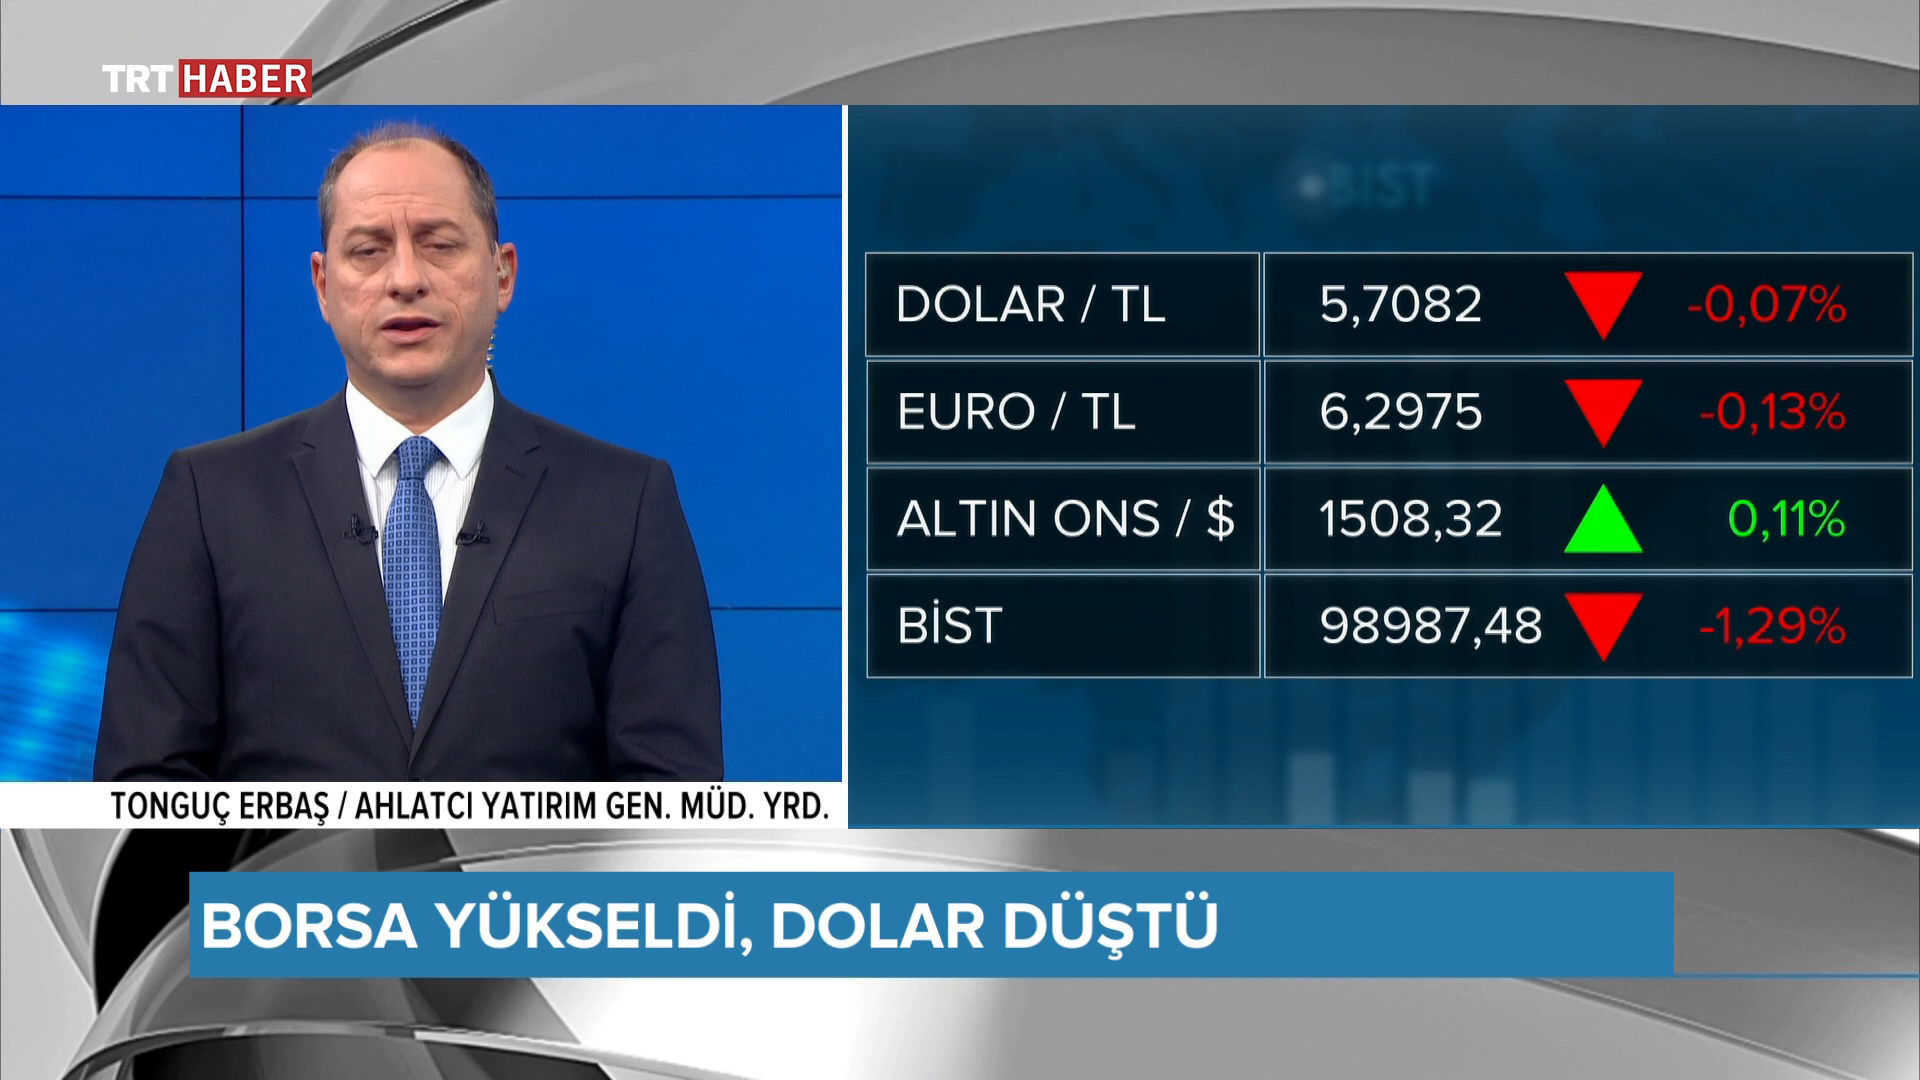 TRT HABER
BIST
DOLAR / TL 5,7082 -0,07%
EURO / TL 6,2975 -0,13%
ALTIN ONS / $ 1508,32 0,11%
BİST 98987,48 -1,29%
TONGUÇ ERBAŞ / AHLATCI YATIRIM GEN. MÜD. YRD.
BORSA YÜKSELDİ, DOLAR DÜŞTÜ